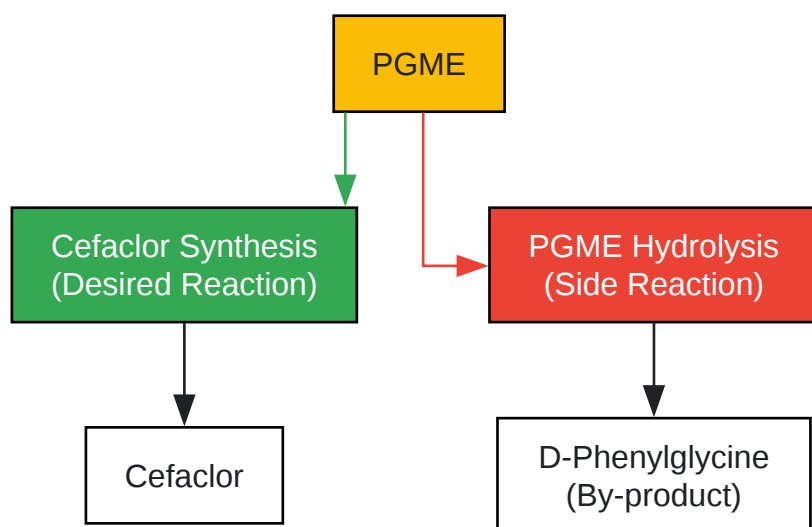 PGME
Cefaclor Synthesis
(Desired Reaction)
PGME Hydrolysis
(Side Reaction)
Cefaclor
D-Phenylglycine
(By-product)